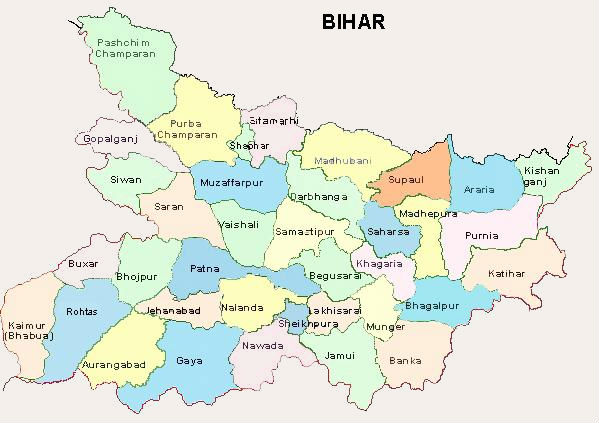 BIHAR
Pashchim
Champaran
Purba
Champaran
Sitamarhi
Gopalganj
Sheohar
Madhubani
Siwan
Muzaffarpur
Supaul
Araria
Kishan
ganj
Saran
Darbhanga
Madhepura
Vaishali
Samastipur
Saharsa
Purnia
Buxar
Bhojpur
Patna
Begusarai
Khagaria
Katihar
Kaimur
(Bhabua)
Rohtas
Jehanabad
Nalanda
Lakhisarai
Bhagalpur
Sheikhpura
Munger
Aurangabad
Gaya
Nawada
Jamui
Banka